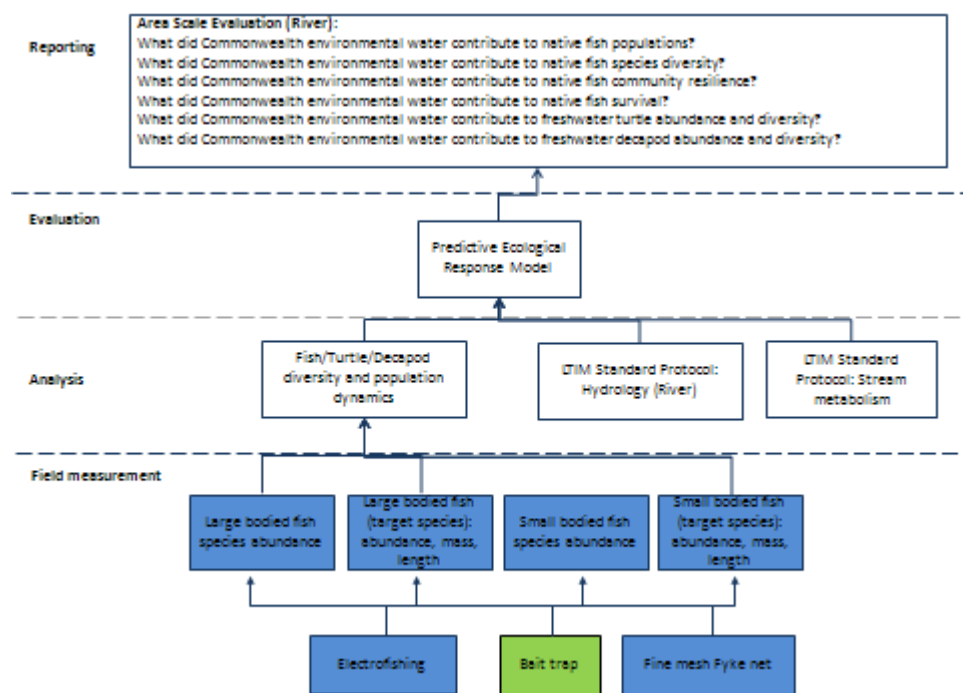 Reporting
Area Scale Evaluation (River):
What did Commonwealth environmental water contribute to native fish populations?
What did Commonwealth environmental water contribute to native fish species diversity?
What did Commonwealth environmental water contribute to native fish community resilience?
What did Commonwealth environmental water contribute to native fish survival?
What did Commonwealth environmental water contribute to freshwater turtle abundance and diversity?
What did Commonwealth environmental water contribute to freshwater decapod abundance and diversity?
Evaluation
Predictive Ecological
Response Model
Analysis
Fish/Turtle/Decapod
diversity and population
dynamics
LTIM Standard Protocol:
Hydrology (River)
LTIM Standard
Protocol: Stream
metabolism
Field measurement
Large bodied fish
species abundance
Large bodied fish
(target species):
abundance, mass,
length
Small bodied fish
species abundance
Small bodied fish
(target species):
abundance, mass,
length
Electrofishing
Bait trap
Fine mesh Fyke net